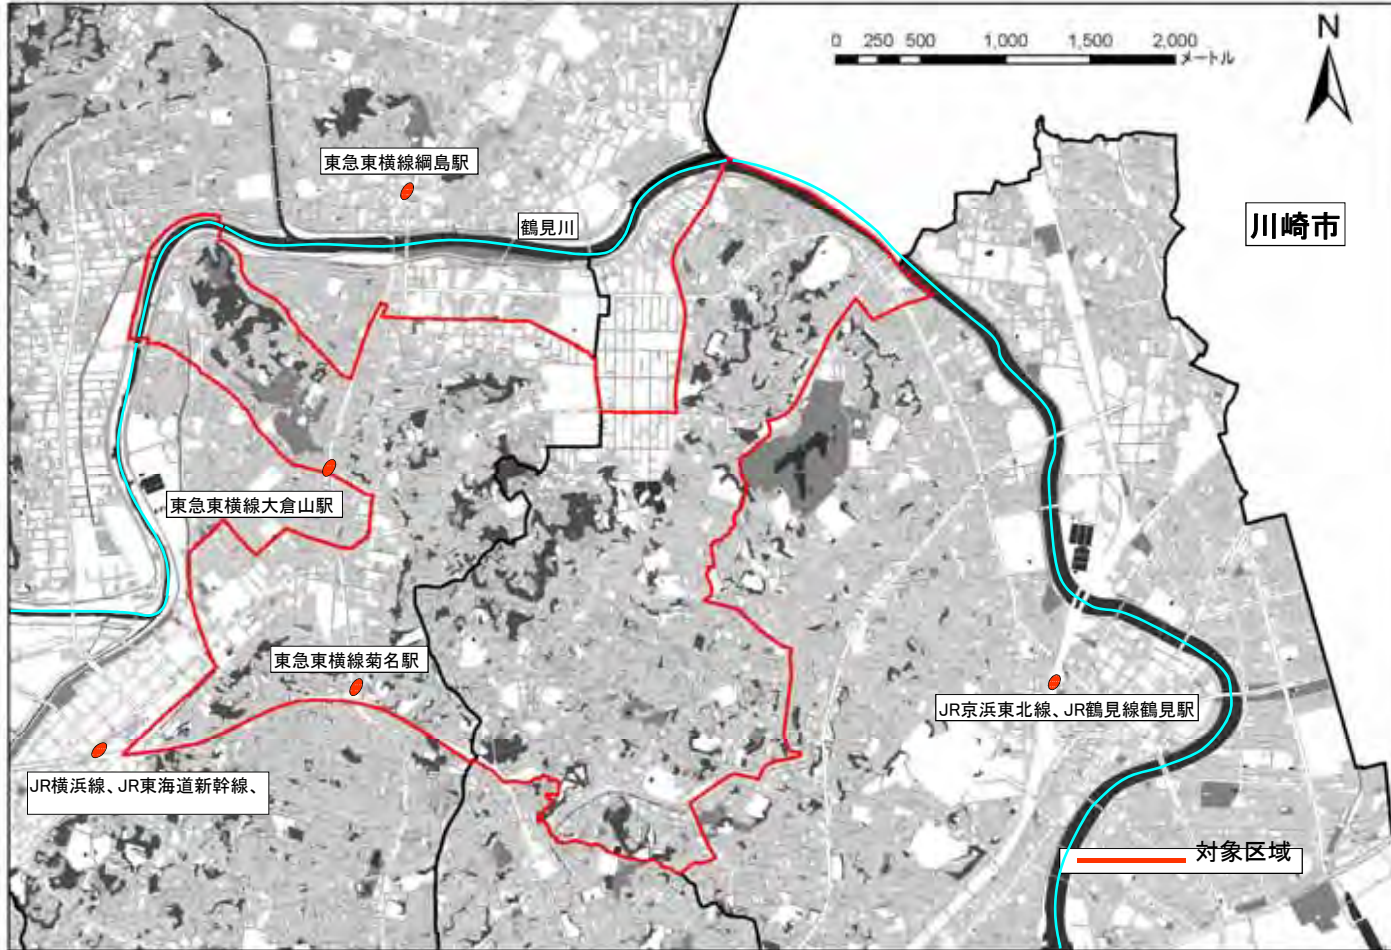 N
0 250 500 1,000 1,500 2,000
メートル
東急東横線綱島駅
鶴見川
川崎市
東急東横線大倉山駅
東急東横線菊名駅
JR京浜東北線、JR鶴見線鶴見駅
JR横浜線、JR東海道新幹線、
対象区域